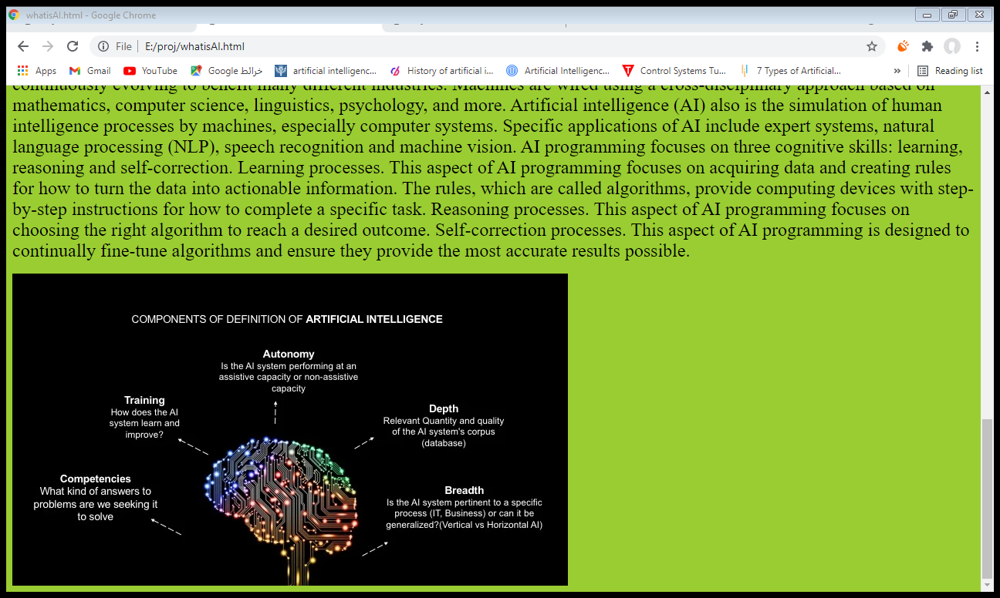 whatisAI.html - Google Chrome
File | E:/proj/whatisAI.html
Apps Gmail YouTube خرائط Google artificial intelligenc... History of artificial i... Artificial Intelligenc... Control Systems Tu... 7 Types of Artificial... » Reading list
continuously evolving to benefit many different industries. Machines are wired using a cross-disciplinary approach based on
mathematics, computer science, linguistics, psychology, and more. Artificial intelligence (AI) also is the simulation of human
intelligence processes by machines, especially computer systems. Specific applications of AI include expert systems, natural
language processing (NLP), speech recognition and machine vision. AI programming focuses on three cognitive skills: learning,
reasoning and self-correction. Learning processes. This aspect of AI programming focuses on acquiring data and creating rules
for how to turn the data into actionable information. The rules, which are called algorithms, provide computing devices with step-
by-step instructions for how to complete a specific task. Reasoning processes. This aspect of AI programming focuses on
choosing the right algorithm to reach a desired outcome. Self-correction processes. This aspect of AI programming is designed to
continually fine-tune algorithms and ensure they provide the most accurate results possible.
COMPONENTS OF DEFINITION OF ARTIFICIAL INTELLIGENCE
Autonomy
Is the AI system performing at an
assistive capacity or non-assistive
capacity
Training
How does the AI
system learn and
improve?
Depth
Relevant Quantity and quality
of the AI system's corpus
(database)
Competencies
What kind of answers to
problems are we seeking it
to solve
Breadth
Is the AI system pertinent to a specific
process (IT, Business) or can it be
generalized?(Vertical vs Horizontal AI)